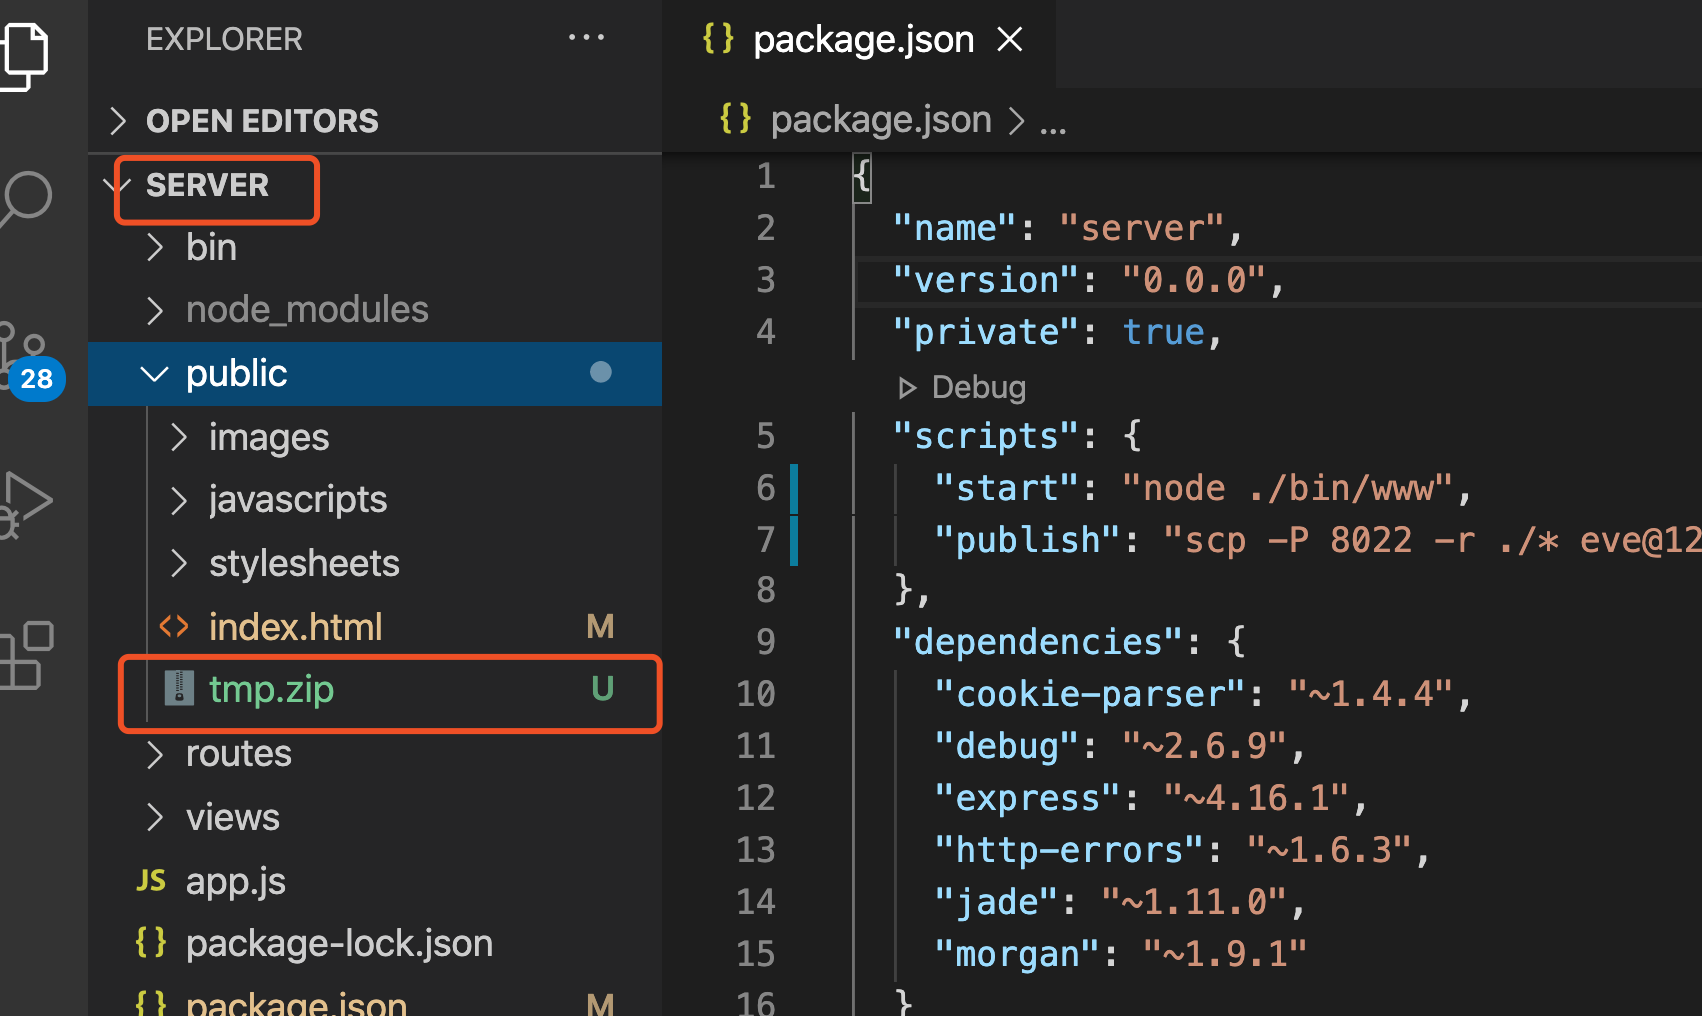 EXPLORER
OPEN EDITORS
SERVER
bin
node_modules
public
images
javascripts
stylesheets
index.html M
tmp.zip U
routes
views
JS app.js
{} package-lock.json
{} package.json M
28
{} package.json
{} package.json > ...
1 {
2 "name": "server",
3 "version": "0.0.0",
4 "private": true,
Debug
5 "scripts": {
6 "start": "node ./bin/www",
7 "publish": "scp -P 8022 -r ./* eve@12
8 },
9 "dependencies": {
10 "cookie-parser": "~1.4.4",
11 "debug": "~2.6.9",
12 "express": "~4.16.1",
13 "http-errors": "~1.6.3",
14 "jade": "~1.11.0",
15 "morgan": "~1.9.1"
16 }